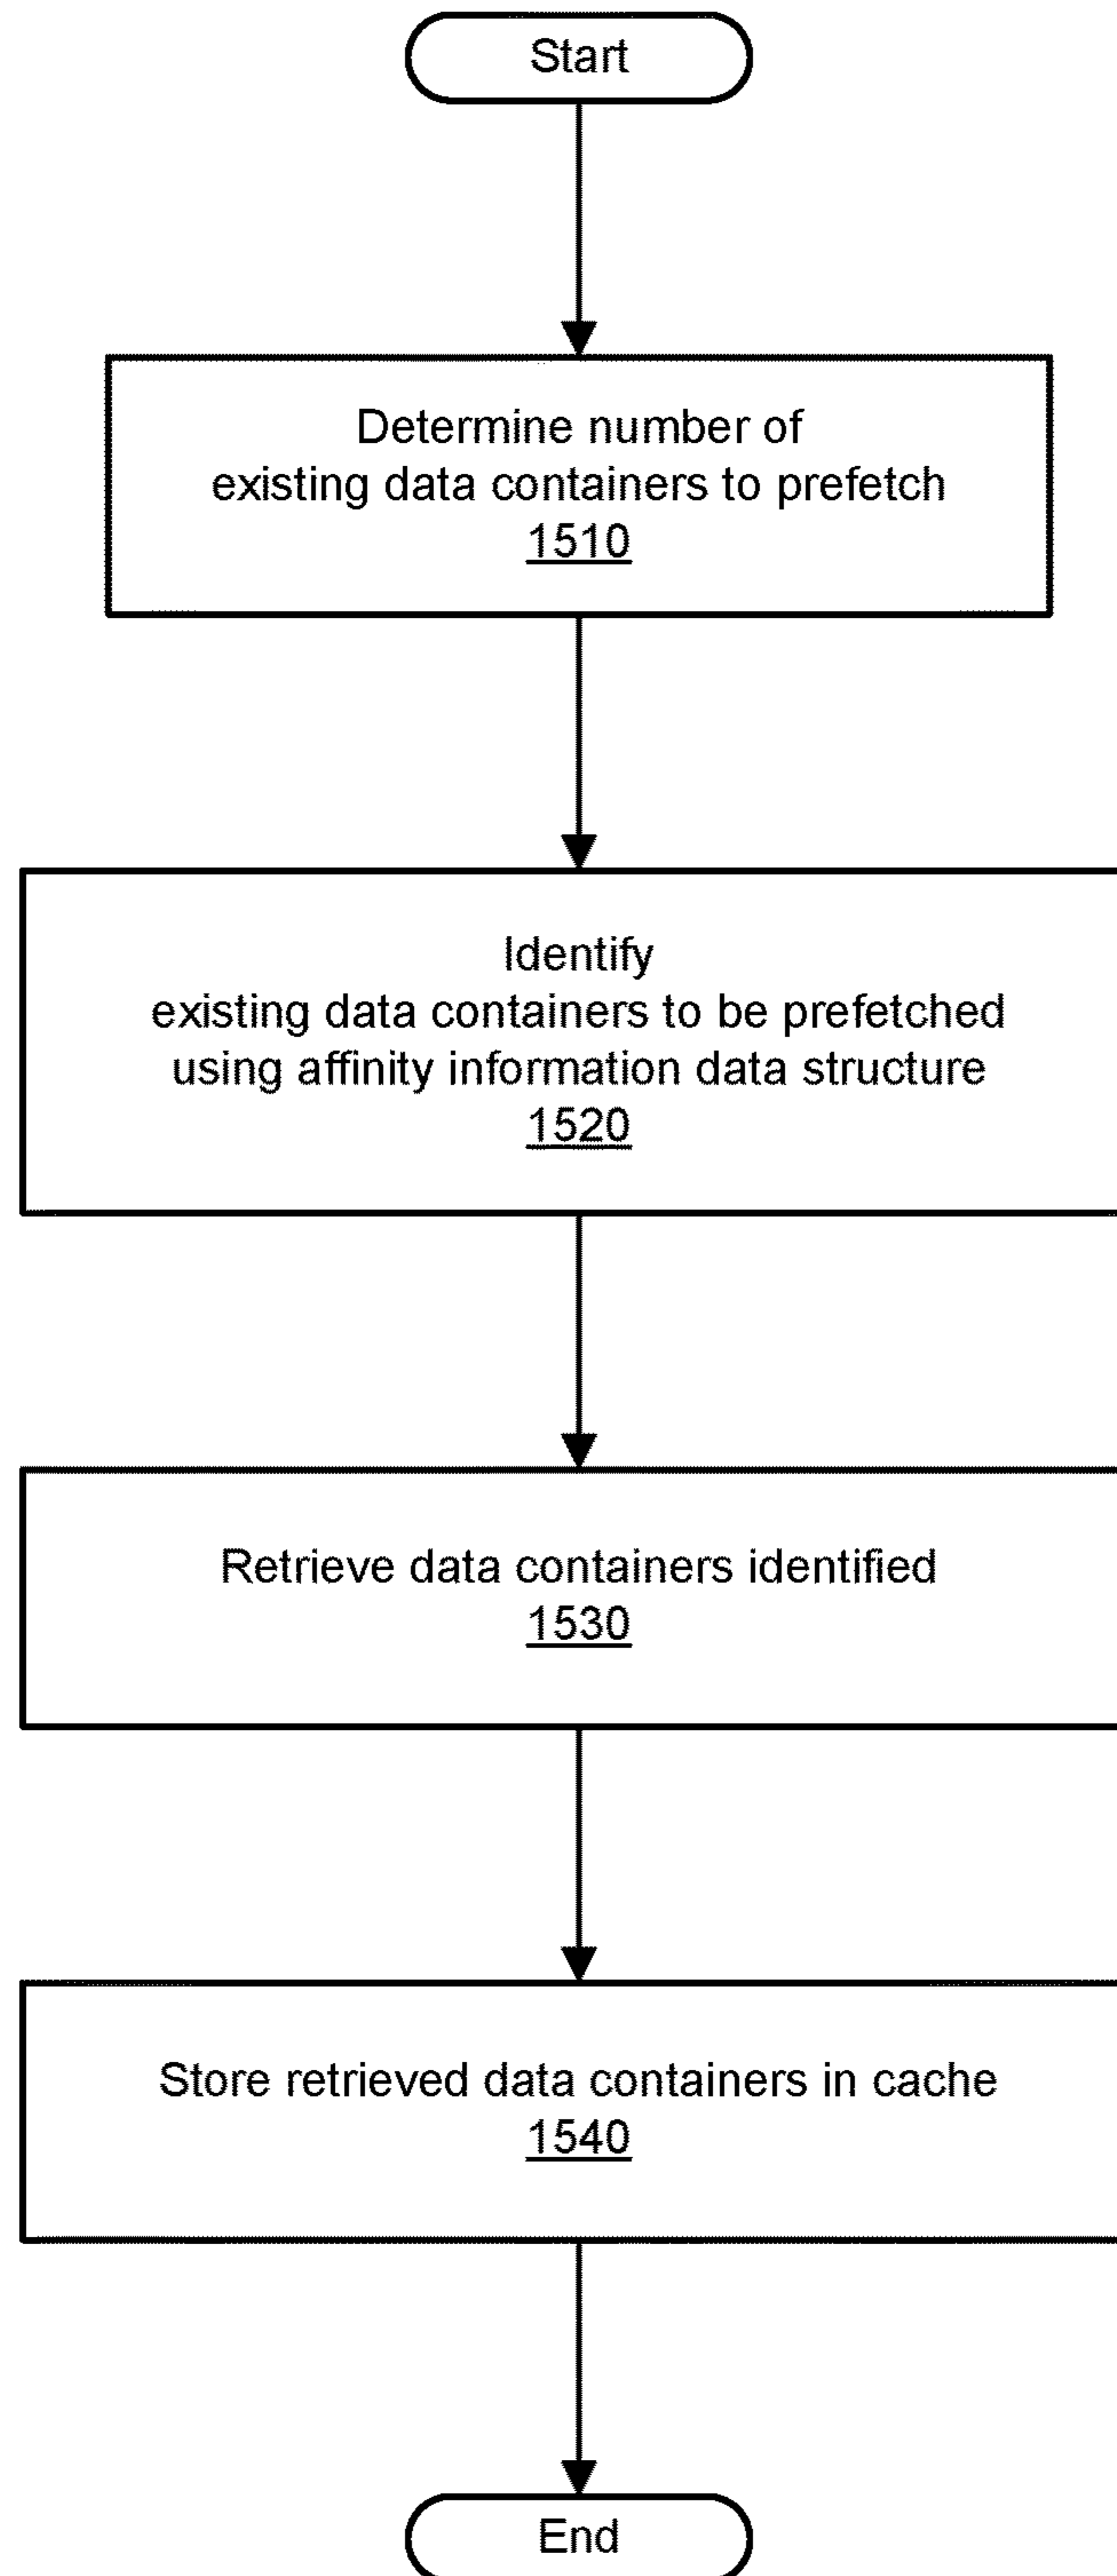 Start
Determine number of
existing data containers to prefetch
1510
Identify
existing data containers to be prefetched
using affinity information data structure
1520
Retrieve data containers identified
1530
Store retrieved data containers in cache
1540
End